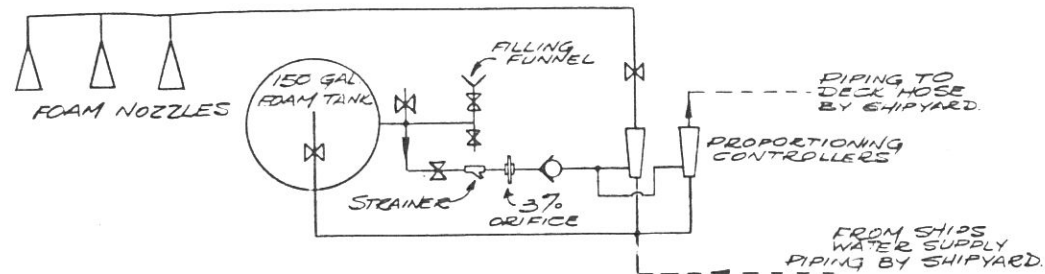 FILLING
FUNNEL
150 GAL
FOAM TANK
FOAM NOZZLES
PIPING TO
DECK HOSE
BY SHIPYARD.
PROPORTIONING
CONTROLLERS
STRAINER
3%
ORIFICE
FROM SHIPS
WATER SUPPLY
PIPING BY SHIPYARD.